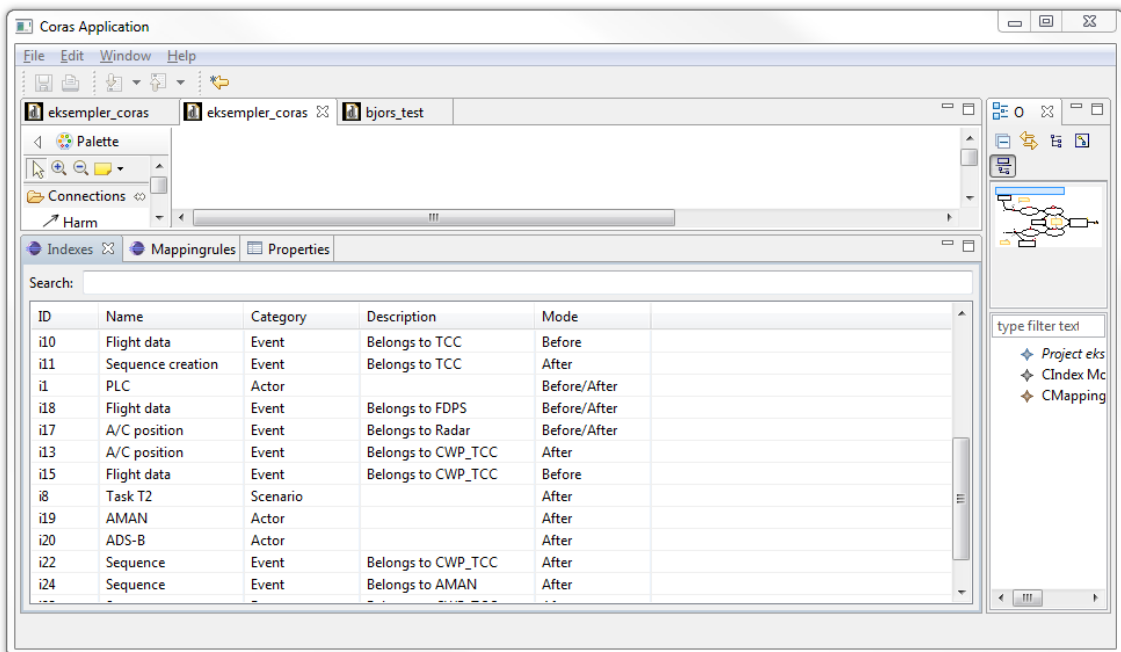 Coras Application
File Edit Window Help
eksempler_coras eksempler_coras bjors_test
Palette
Connections
Harm
O
Indexes Mappingrules Properties
Search:
ID Name Category Description Mode
i10 Flight data Event Belongs to TCC Before
i11 Sequence creation Event Belongs to TCC After
i1 PLC Actor Before/After
i18 Flight data Event Belongs to FDPS Before/After
i17 A/C position Event Belongs to Radar Before/After
i13 A/C position Event Belongs to CWP_TCC After
i15 Flight data Event Belongs to CWP_TCC Before
i8 Task T2 Scenario After
i19 AMAN Actor After
i20 ADS-B Actor After
i22 Sequence Event Belongs to CWP_TCC After
i24 Sequence Event Belongs to AMAN After
type filter text
Project eks
CIndex Mc
CMapping